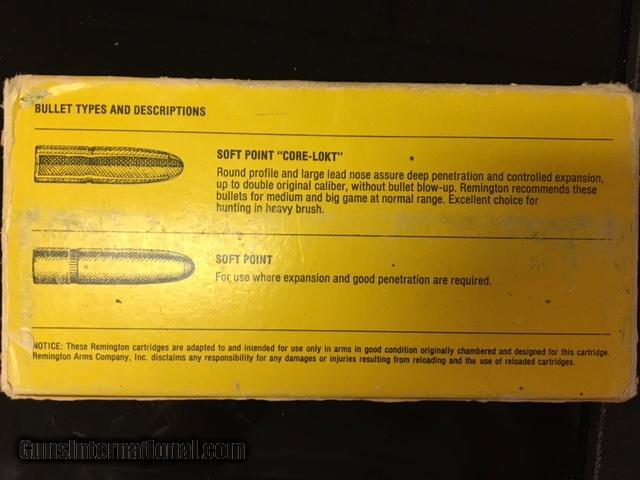 BULLET TYPES AND DESCRIPTIONS
SOFT POINT "CORE-LOKT"
Round profile and large lead nose assure deep penetration and controlled expansion,
up to double original caliber, without bullet blow-up. Remington recommends these
bullets for medium and big game at normal range. Excellent choice for
hunting in heavy brush.
SOFT POINT
For use where expansion and good penetration are required.
NOTICE: These Remington cartridges are adapted to and intended for use only in arms in good condition originally chambered and designed for this cartridge.
Remington Arms Company, Inc. disclaims any responsibility for any damages or injuries resulting from reloading and the use of reloaded cartridges.
GunsInternational.com